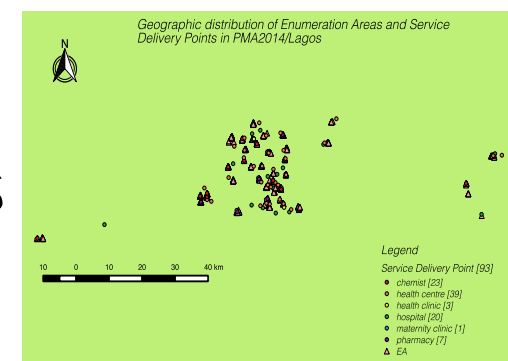 Geographic distribution of Enumeration Areas and Service
Delivery Points in PMA2014/Lagos
N
10 0 10 20 30 40 km
Legend
Service Delivery Point [93]
chemist [23]
health centre [39]
health clinic [3]
hospital [20]
maternity clinic [1]
pharmacy [7]
EA